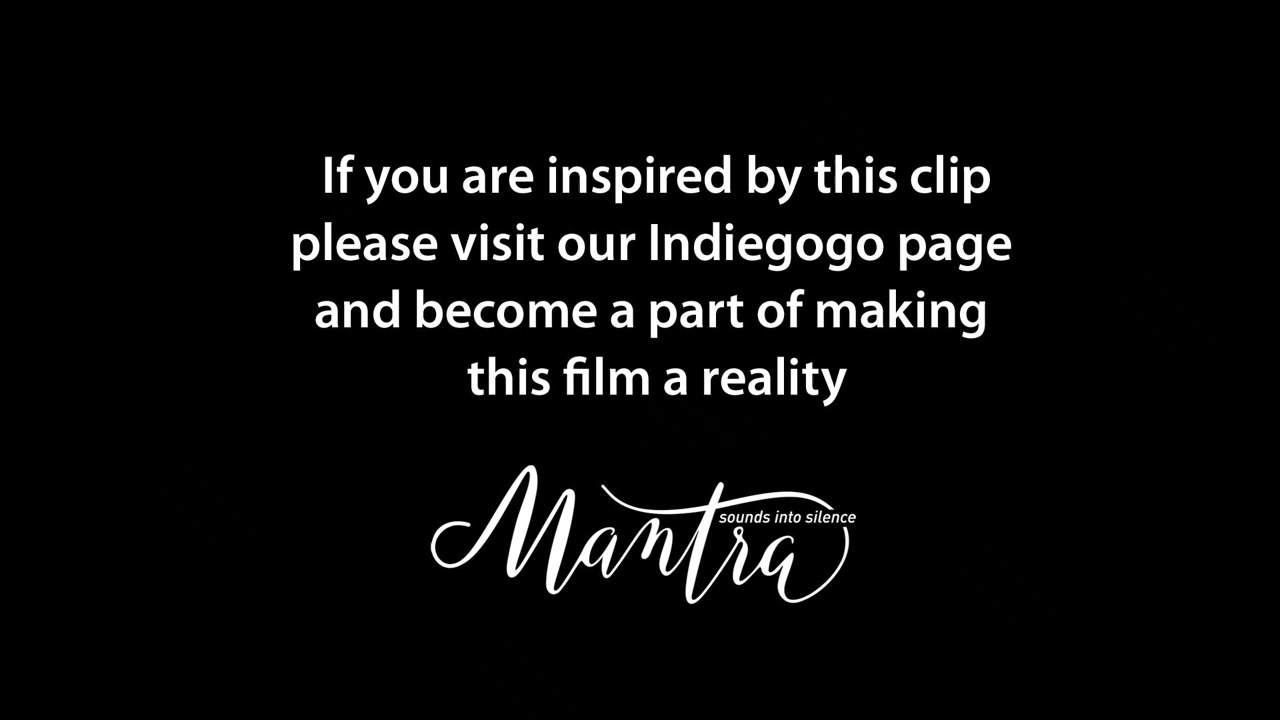 If you are inspired by this clip
please visit our Indiegogo page
and become a part of making
this film a reality
Mantra
sounds into silence